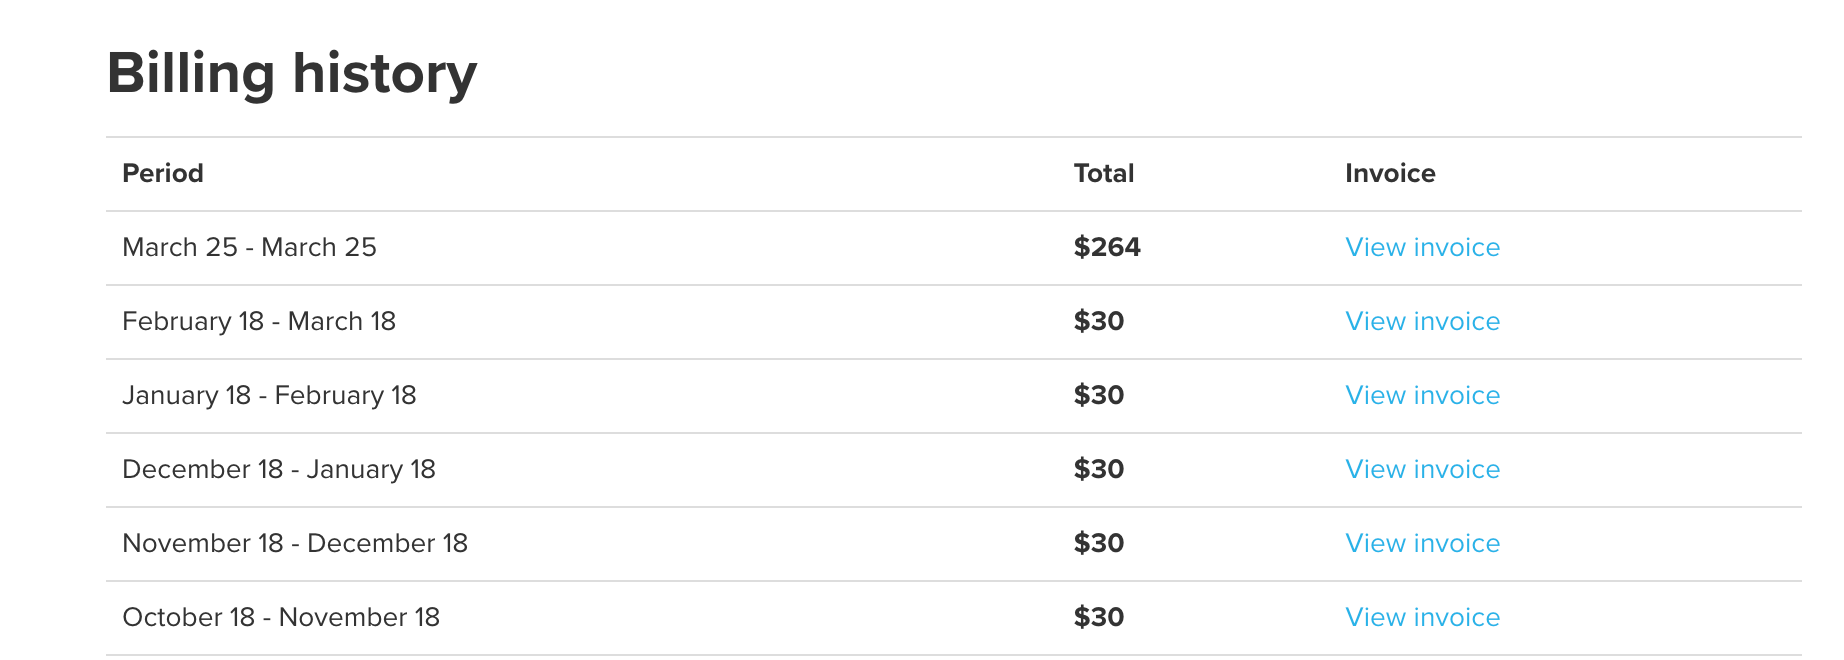 Billing history
Period Total Invoice
March 25 - March 25 $264 View invoice
February 18 - March 18 $30 View invoice
January 18 - February 18 $30 View invoice
December 18 - January 18 $30 View invoice
November 18 - December 18 $30 View invoice
October 18 - November 18 $30 View invoice